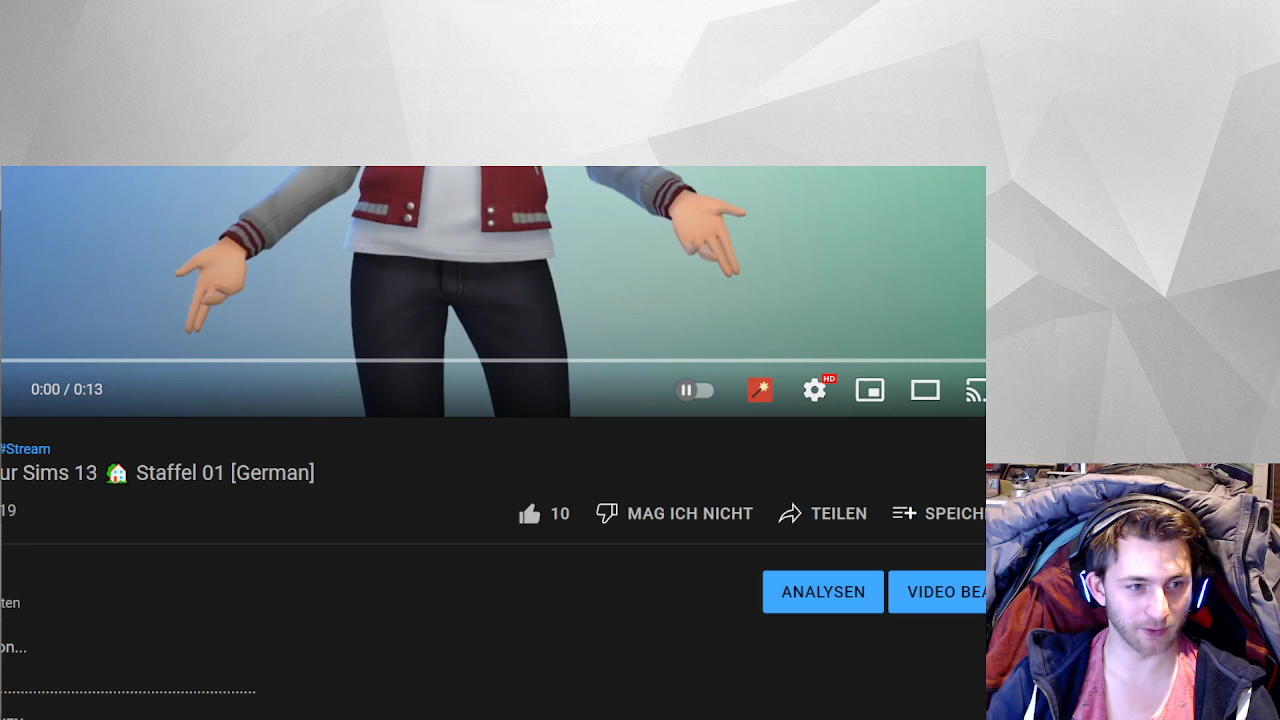 0:00 / 0:13
HD
#Stream
ur Sims 13 🏠 Staffel 01 [German]
19
10 MAG ICH NICHT TEILEN SPEICH
ANALYSEN VIDEO BEA
ten
on...